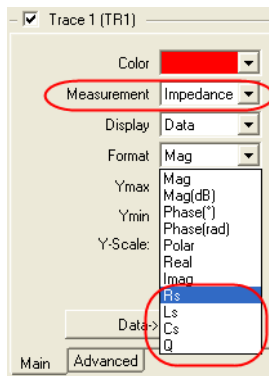 Trace 1 (TR1)
Color
Measurement Impedance
Display Data
Format Mag
Ymax Mag
Mag(dB)
Ymin Phase(°)
Phase(rad)
Y-Scale: Polar
Real
Imag
Rs
Ls
Data-> Cs
Q
Main Advanced